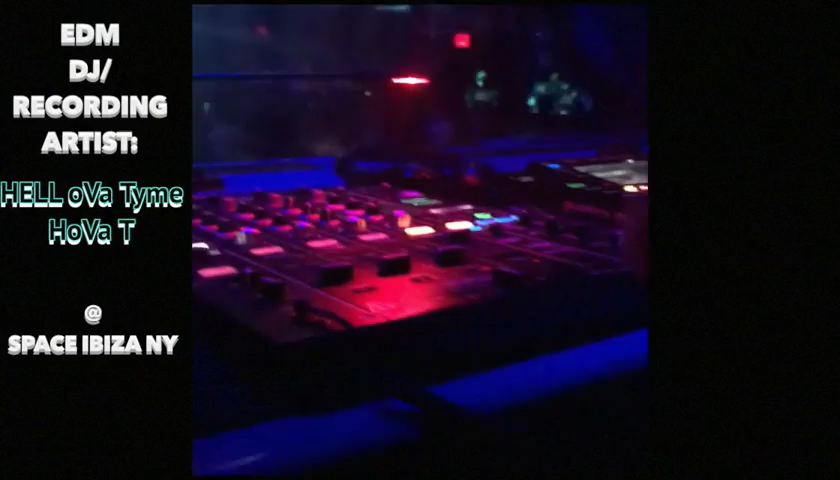 EDM
DJ/
RECORDING
ARTIST:
HELL oVa Tyme
HoVa T
@
SPACE IBIZA NY